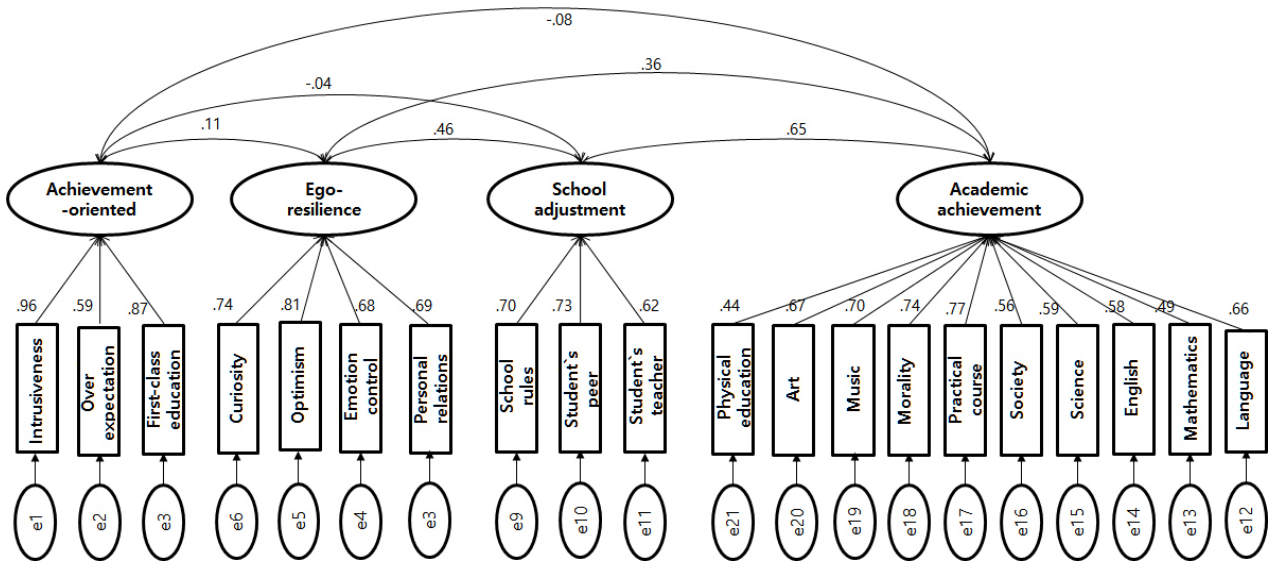 -.08
.36
-.04
.11
.46
.65
Achievement
-oriented
Ego-
resilience
School
adjustment
Academic
achievement
.96
.59
.87
.74
.81
.68
.69
.70
.73
.62
.44
.67
.70
.74
.77
.56
.59
.58
.49
.66
Intrusiveness
Over
expectation
First-class
education
Curiosity
Optimism
Emotion
control
Personal
relations
School
rules
Student`s
peer
Student`s
teacher
Physical
education
Art
Music
Morality
Practical
course
Society
Science
English
Mathematics
Language
e1
e2
e3
e6
e5
e4
e3
e9
e10
e11
e21
e20
e19
e18
e17
e16
e15
e14
e13
e12